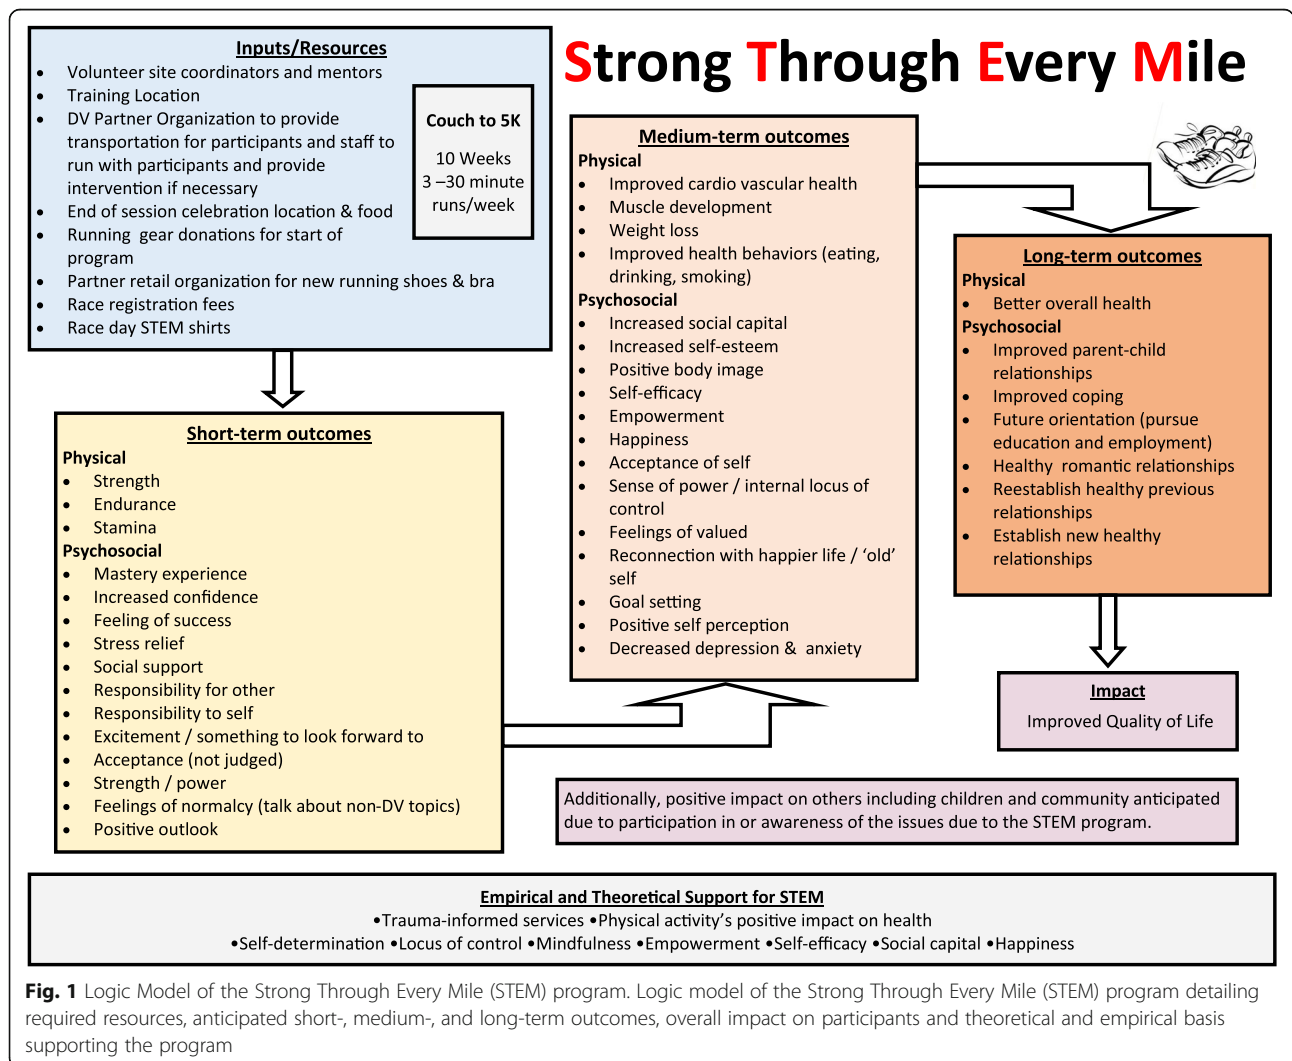 Strong Through Every Mile
Inputs/Resources
• Volunteer site coordinators and mentors
• Training Location
• DV Partner Organization to provide
transportation for participants and staff to
run with participants and provide
intervention if necessary
• End of session celebration location & food
• Running gear donations for start of
program
• Partner retail organization for new running shoes & bra
• Race registration fees
• Race day STEM shirts
Couch to 5K
10 Weeks
3 –30 minute
runs/week
Short-term outcomes
Physical
• Strength
• Endurance
• Stamina
Psychosocial
• Mastery experience
• Increased confidence
• Feeling of success
• Stress relief
• Social support
• Responsibility for other
• Responsibility to self
• Excitement / something to look forward to
• Acceptance (not judged)
• Strength / power
• Feelings of normalcy (talk about non-DV topics)
• Positive outlook
Medium-term outcomes
Physical
• Improved cardio vascular health
• Muscle development
• Weight loss
• Improved health behaviors (eating,
drinking, smoking)
Psychosocial
• Increased social capital
• Increased self-esteem
• Positive body image
• Self-efficacy
• Empowerment
• Happiness
• Acceptance of self
• Sense of power / internal locus of
control
• Feelings of valued
• Reconnection with happier life / ‘old’
self
• Goal setting
• Positive self perception
• Decreased depression & anxiety
Long-term outcomes
Physical
• Better overall health
Psychosocial
• Improved parent-child
relationships
• Improved coping
• Future orientation (pursue
education and employment)
• Healthy romantic relationships
• Reestablish healthy previous
relationships
• Establish new healthy
relationships
Impact
Improved Quality of Life
Additionally, positive impact on others including children and community anticipated
due to participation in or awareness of the issues due to the STEM program.
Empirical and Theoretical Support for STEM
•Trauma-informed services •Physical activity’s positive impact on health
•Self-determination •Locus of control •Mindfulness •Empowerment •Self-efficacy •Social capital •Happiness
Fig. 1 Logic Model of the Strong Through Every Mile (STEM) program. Logic model of the Strong Through Every Mile (STEM) program detailing
required resources, anticipated short-, medium-, and long-term outcomes, overall impact on participants and theoretical and empirical basis
supporting the program